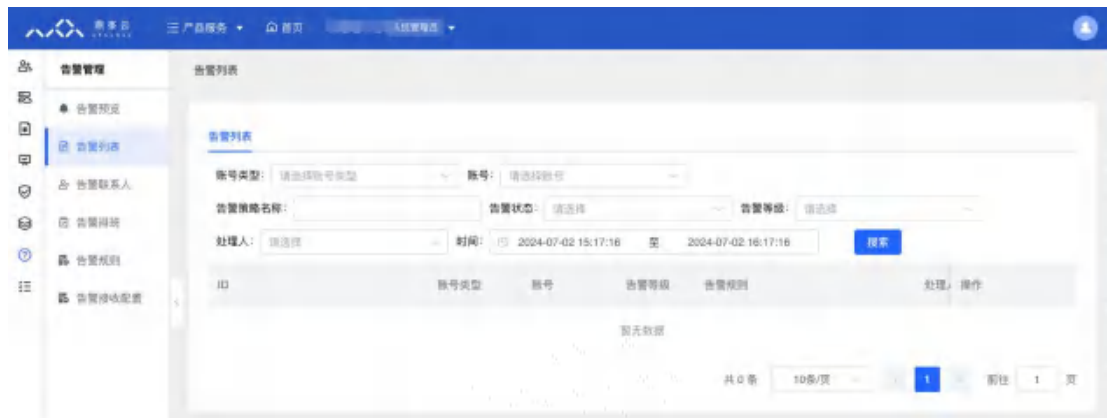 产品服务 首页
告警管理
告警预览
告警列表
告警联系人
告警规则
告警接收配置
告警列表
告警列表
账号类型: 请选择账号类型 账号: 请选择账号
告警策略名称: 告警状态: 请选择 告警等级: 请选择
处理人: 请选择 时间: 2024-07-02 15:17:16 至 2024-07-02 16:17:16 搜索
ID 账号类型 账号 告警等级 告警规则 处理人 操作
暂无数据
共 0 条 10条/页 1 前往 1 页